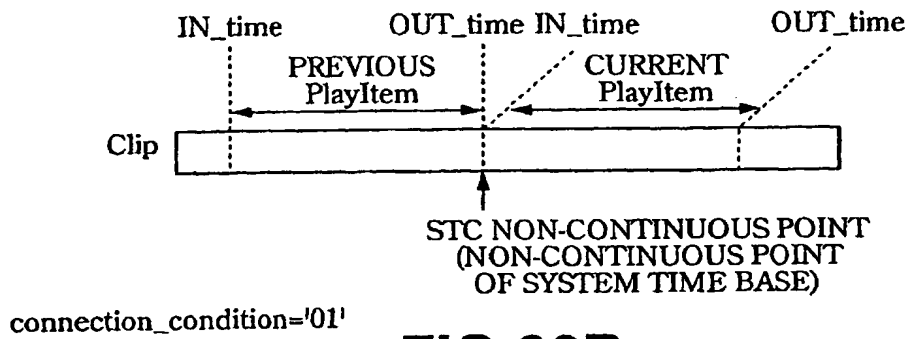 IN_time OUT_time IN_time OUT_time
PREVIOUS PlayItem
CURRENT PlayItem
Clip
STC NON-CONTINUOUS POINT
(NON-CONTINUOUS POINT
OF SYSTEM TIME BASE)
connection_condition='01'